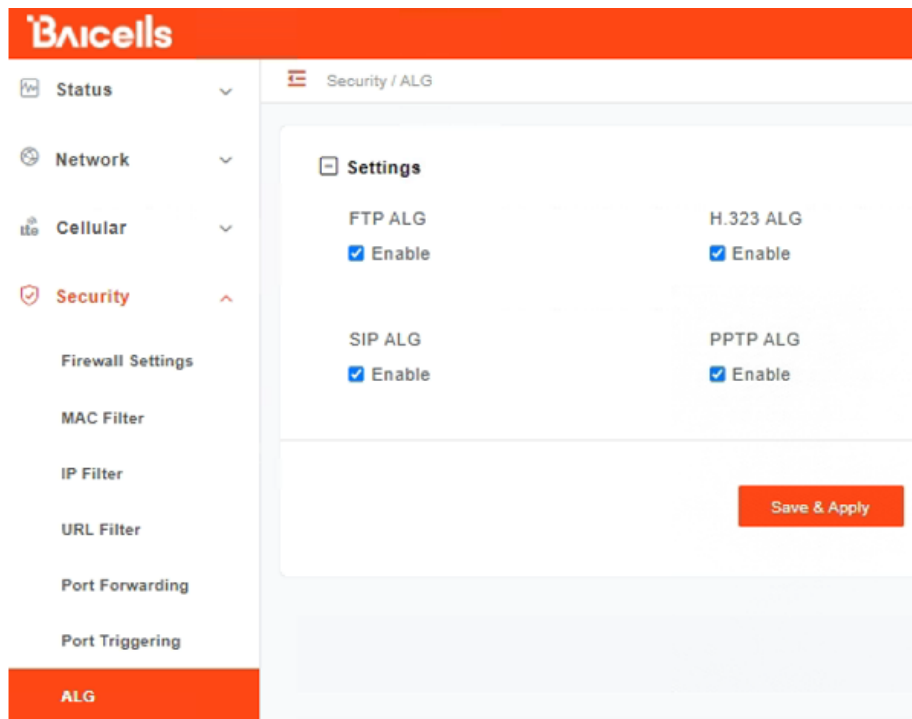 Baicells
Status
Network
lte Cellular
Security
Firewall Settings
MAC Filter
IP Filter
URL Filter
Port Forwarding
Port Triggering
ALG
Security / ALG
Settings
FTP ALG
Enable
H.323 ALG
Enable
SIP ALG
Enable
PPTP ALG
Enable
Save & Apply